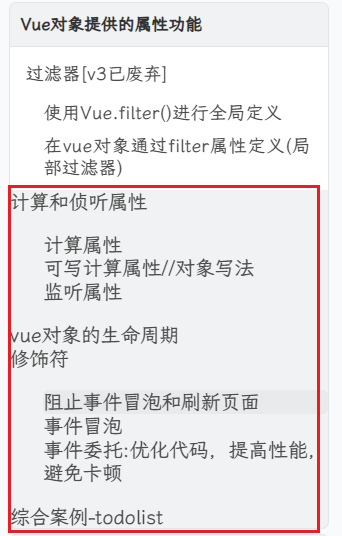 Vue对象提供的属性功能
过滤器[v3已废弃]
使用Vue.filter()进行全局定义
在vue对象通过filter属性定义(局
部过滤器)
计算和侦听属性
计算属性
可写计算属性//对象写法
监听属性
vue对象的生命周期
修饰符
阻止事件冒泡和刷新页面
事件冒泡
事件委托:优化代码，提高性能，
避免卡顿
综合案例-todolist